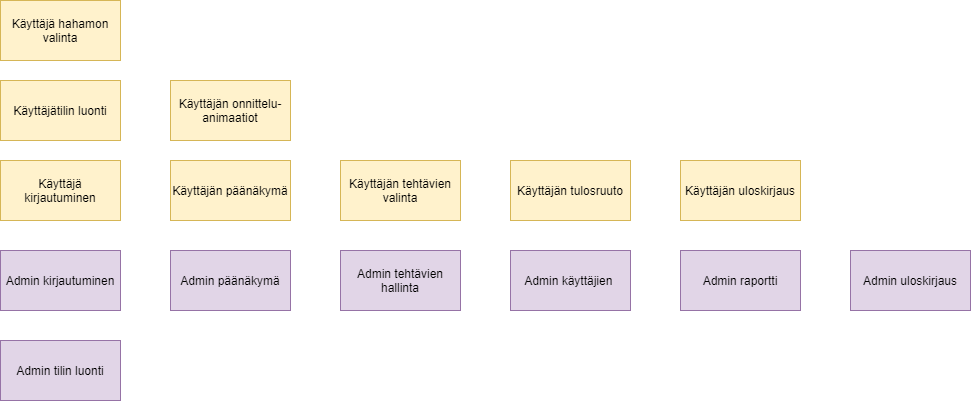 Käyttäjä hahamon
valinta
Käyttäjätilin luonti
Käyttäjän onnittelu-
animaatiot
Käyttäjä
kirjautuminen
Käyttäjän päänäkymä
Käyttäjän tehtävien
valinta
Käyttäjän tulosruuto
Käyttäjän uloskirjaus
Admin kirjautuminen
Admin päänäkymä
Admin tehtävien
hallinta
Admin käyttäjien
Admin raportti
Admin uloskirjaus
Admin tilin luonti